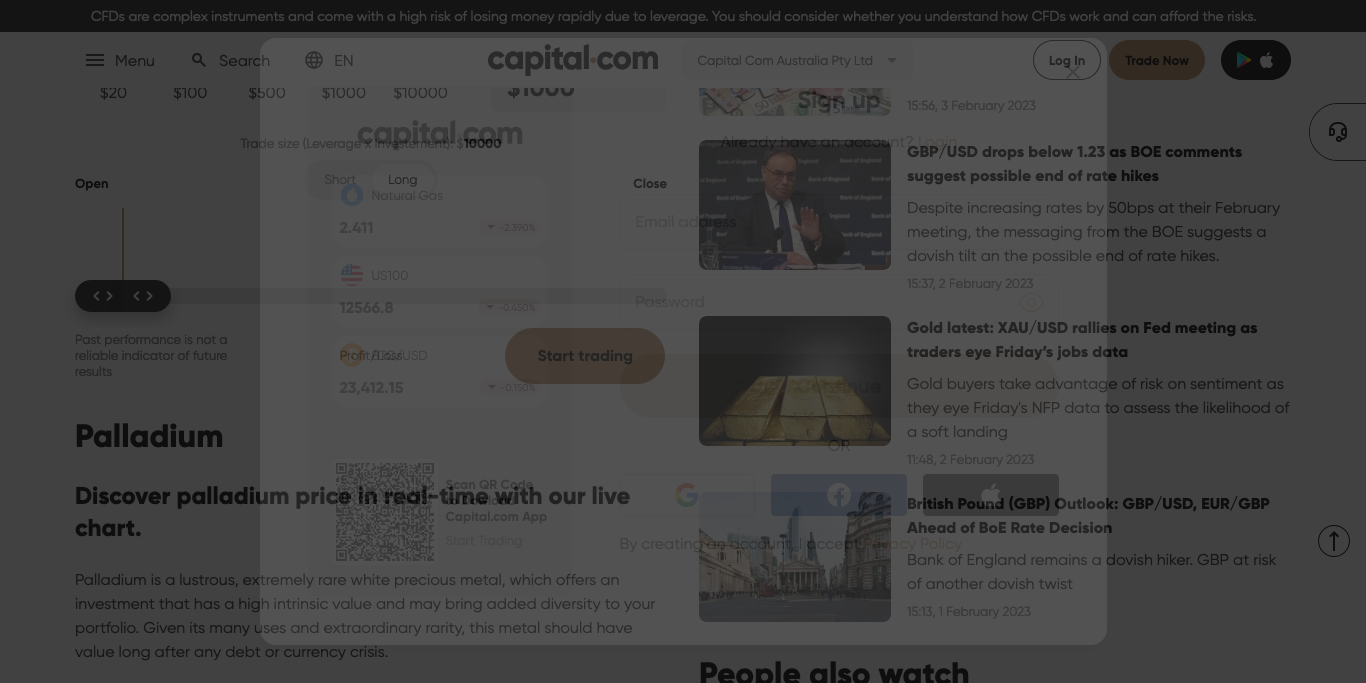 CFDs are complex instruments and come with a high risk of losing money rapidly due to leverage. You should consider whether you understand how CFDs work and can afford the risks.
Menu
Search
EN
capital.com
Capital Com Australia Pty Ltd
Log In
Trade Now
$20 $100 $500 $1000 $10000
$1000
Trade size (Leverage x Investement): $10000
Open
Close
Short
Long
Past performance is not a
reliable indicator of future
results
Profit/Loss
Start trading
Palladium
Discover palladium price in real-time with our live
chart.
Palladium is a lustrous, extremely rare white precious metal, which offers an
investment that has a high intrinsic value and may bring added diversity to your
portfolio. Given its many uses and extraordinary rarity, this metal should have
value long after any debt or currency crisis.
capital.com
Natural Gas
2.411
-2.390%
US100
12566.8
-0.450%
BTC/USD
23,412.15
-0.150%
Scan QR Code
Capital.com App
Start Trading
Sign up
Already have an account? Login
Email address
Password
Continue
OR
By creating an account, I accept Privacy Policy
15:56, 3 February 2023
GBP/USD drops below 1.23 as BOE comments
suggest possible end of rate hikes
Despite increasing rates by 50bps at their February
meeting, the messaging from the BOE suggests a
dovish tilt an the possible end of rate hikes.
15:37, 2 February 2023
Gold latest: XAU/USD rallies on Fed meeting as
traders eye Friday's jobs data
Gold buyers take advantage of risk on sentiment as
they eye Friday's NFP data to assess the likelihood of
a soft landing
11:48, 2 February 2023
British Pound (GBP) Outlook: GBP/USD, EUR/GBP
Ahead of BoE Rate Decision
Bank of England remains a dovish hiker. GBP at risk
of another dovish twist
15:13, 1 February 2023
People also watch